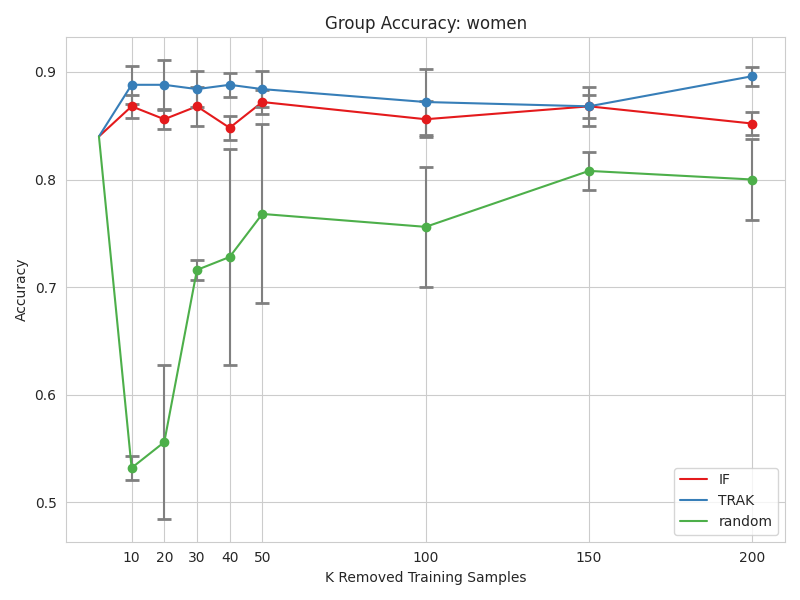 Group Accuracy: women
0.9
0.8
0.7
0.6
0.5
Accuracy
10 20 30 40 50 100 150 200
K Removed Training Samples
IF
TRAK
random